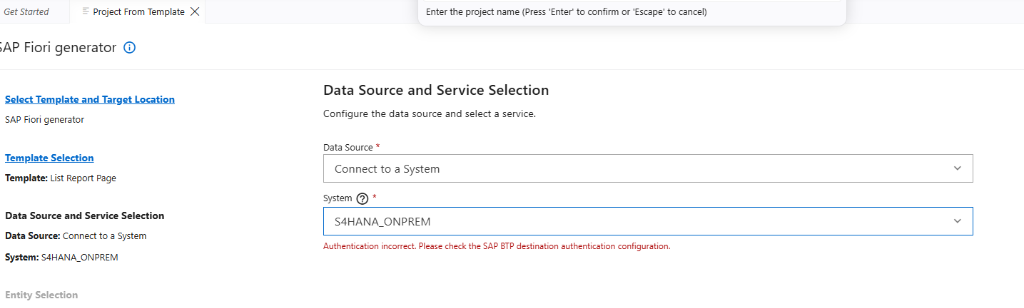 Get Started
Project From Template
Enter the project name (Press 'Enter' to confirm or 'Escape' to cancel)
SAP Fiori generator
Select Template and Target Location
SAP Fiori generator
Template Selection
Template: List Report Page
Data Source and Service Selection
Data Source: Connect to a System
System: S4HANA_ONPREM
Entity Selection
Data Source and Service Selection
Configure the data source and select a service.
Data Source *
Connect to a System
System ? *
S4HANA_ONPREM
Authentication incorrect. Please check the SAP BTP destination authentication configuration.